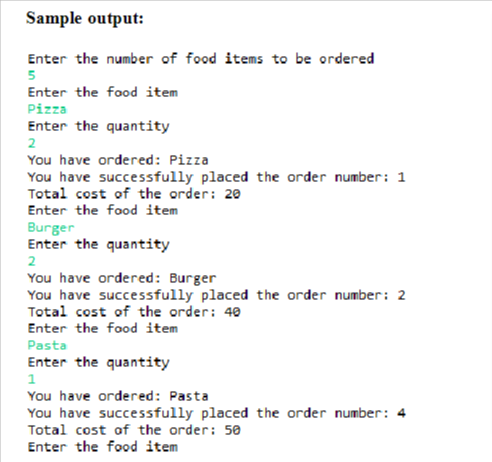 Sample output:
Enter the number of food items to be ordered
5
Enter the food item
Pizza
Enter the quantity
2
You have ordered: Pizza
You have successfully placed the order number: 1
Total cost of the order: 20
Enter the food item
Burger
Enter the quantity
2
You have ordered: Burger
You have successfully placed the order number: 2
Total cost of the order: 40
Enter the food item
Pasta
Enter the quantity
1
You have ordered: Pasta
You have successfully placed the order number: 4
Total cost of the order: 50
Enter the food item